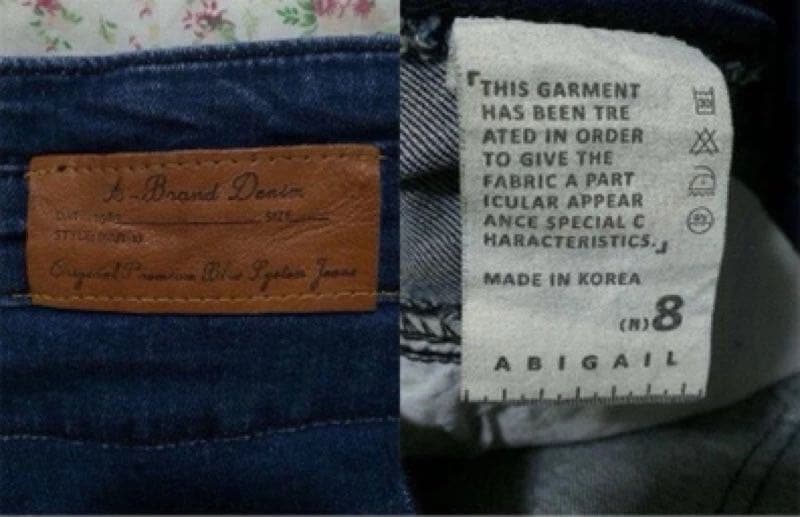 A-Brand Denim
SIZE
Original Premium Blue System Jeans
「THIS GARMENT
HAS BEEN TRE
ATED IN ORDER
TO GIVE THE
FABRIC A PART
ICULAR APPEAR
ANCE SPECIAL C
HARACTERISTICS.」
MADE IN KOREA
(N)8
ABIGAIL